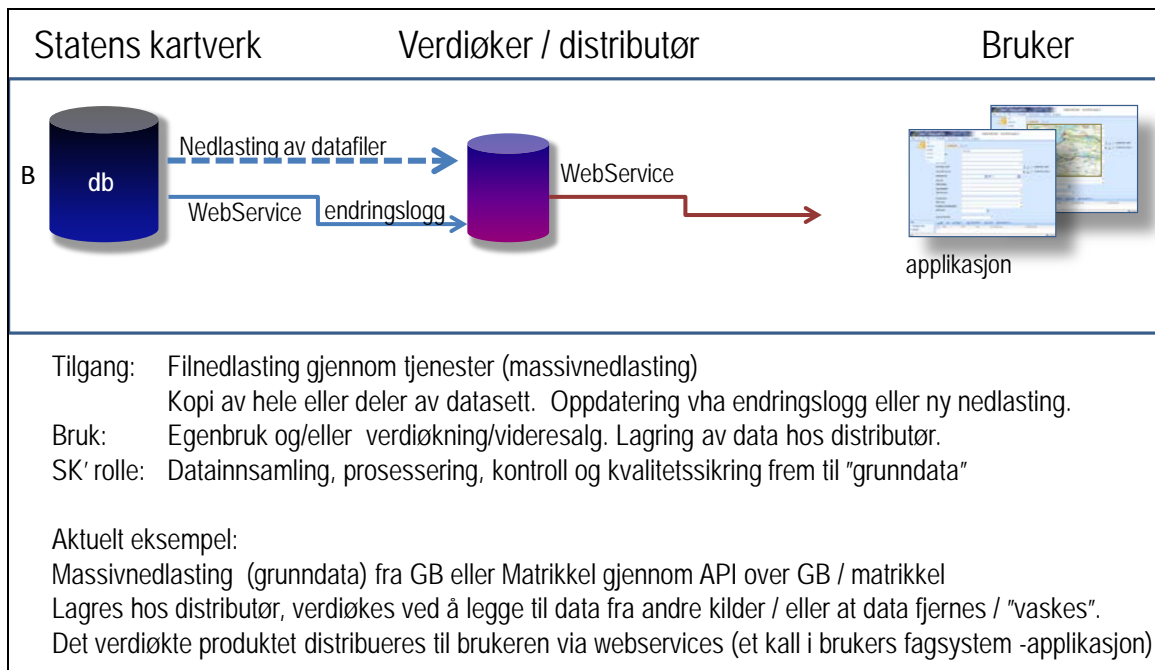 Statens kartverk Verdiøker / distributør Bruker
Nedlasting av datafiler
B db WebService
WebService endringslogg
applikasjon
Tilgang: Filnedlasting gjennom tjenester (massivnedlasting)
Kopi av hele eller deler av datasett. Oppdatering vha endringslogg eller ny nedlasting.
Bruk: Egenbruk og/eller verdiøkning/videresalg. Lagring av data hos distributør.
SK' rolle: Datainnsamling, prosessering, kontroll og kvalitetssikring frem til "grunndata"
Aktuelt eksempel:
Massivnedlasting (grunndata) fra GB eller Matrikkel gjennom API over GB / matrikkel
Lagres hos distributør, verdiøkes ved å legge til data fra andre kilder / eller at data fjernes / "vaskes".
Det verdiøkte produktet distribueres til brukeren via webservices (et kall i brukers fagsystem -applikasjon)